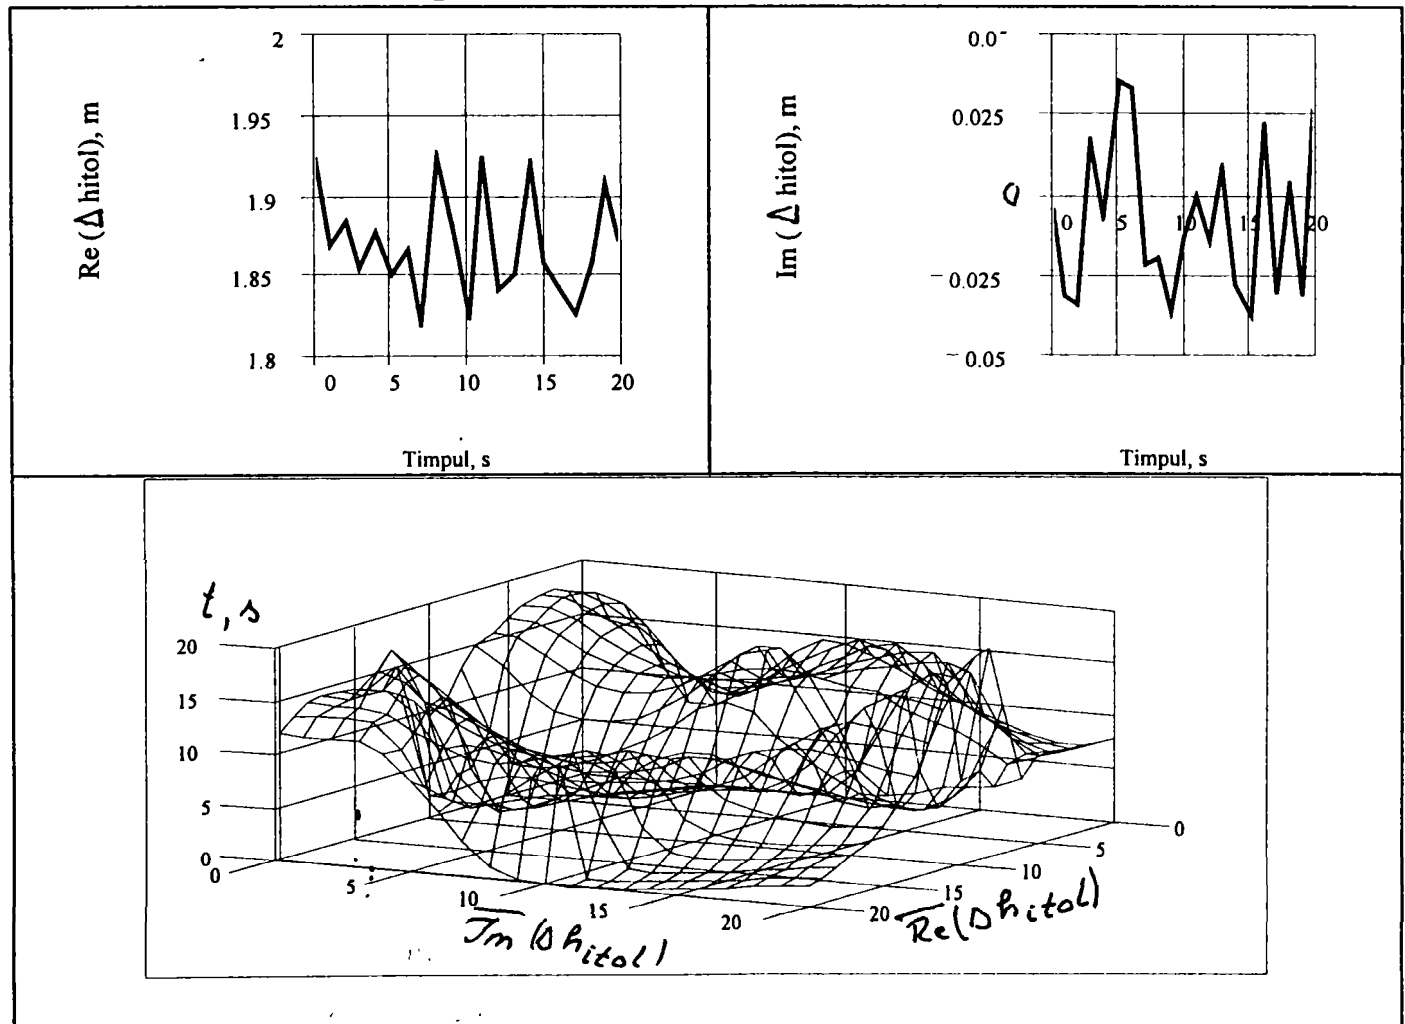 Re (Δ hitol), m
2
1.95
1.9
1.85
1.8
0 5 10 15 20
Timpul, s
Im (Δ hitol), m
0.0
0.025
0
−0.025
−0.05
0 5 10 15 20
Timpul, s
t, s
20
15
10
5
0
0 5 10 15 20
Im (Δ hitol)
20 15 10 5 0
Re (Δ hitol)